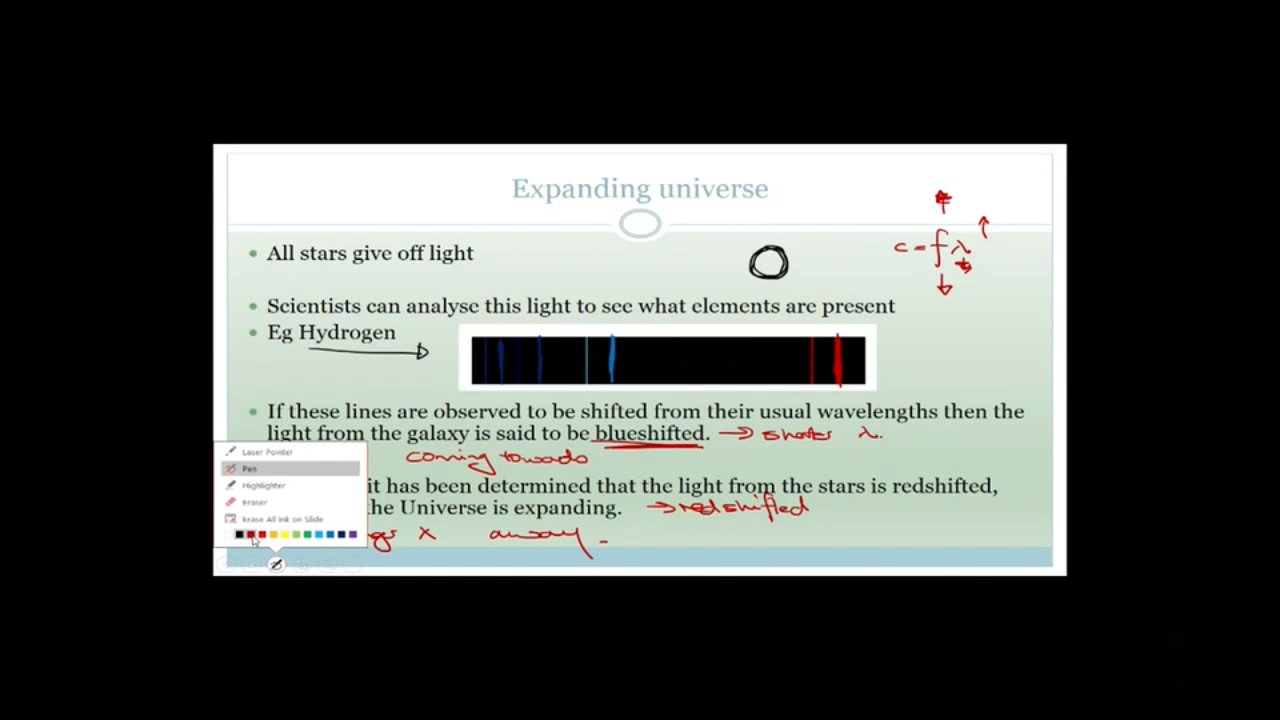 Expanding universe
All stars give off light
c = fλ
Scientists can analyse this light to see what elements are present
Eg Hydrogen
If these lines are observed to be shifted from their usual wavelengths then the
light from the galaxy is said to be blueshifted. → λ.
coming towards
it has been determined that the light from the stars is redshifted,
the Universe is expanding. → redshifted
x away.
Laser Pointer
Pen
Highlighter
Eraser
Erase All Ink on Slide